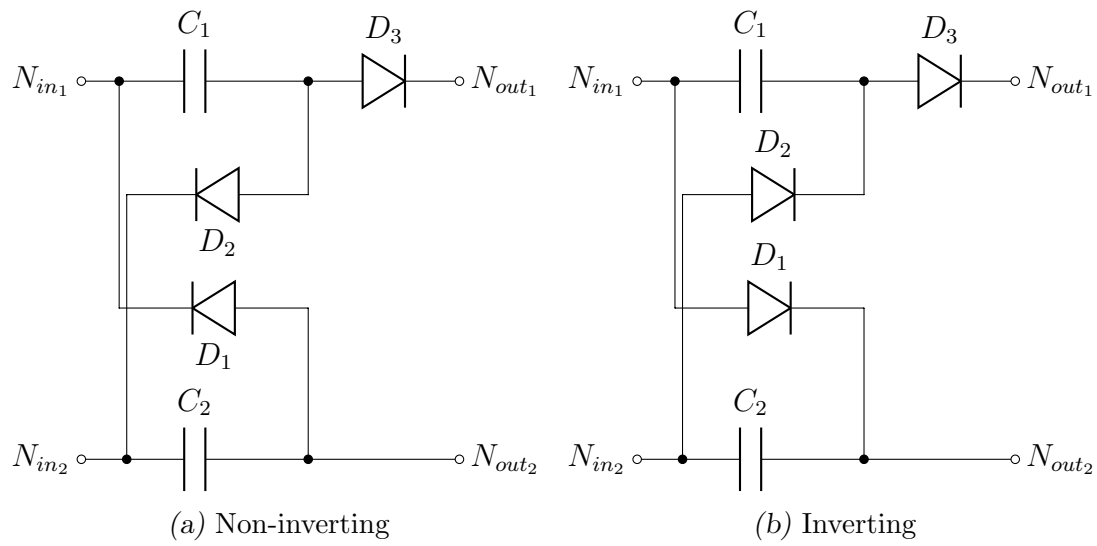 C1 D3
Nin1 Nout1
D2
D1
C2
Nin2 Nout2
(a) Non-inverting
C1 D3
Nin1 Nout1
D2
D1
C2
Nin2 Nout2
(b) Inverting